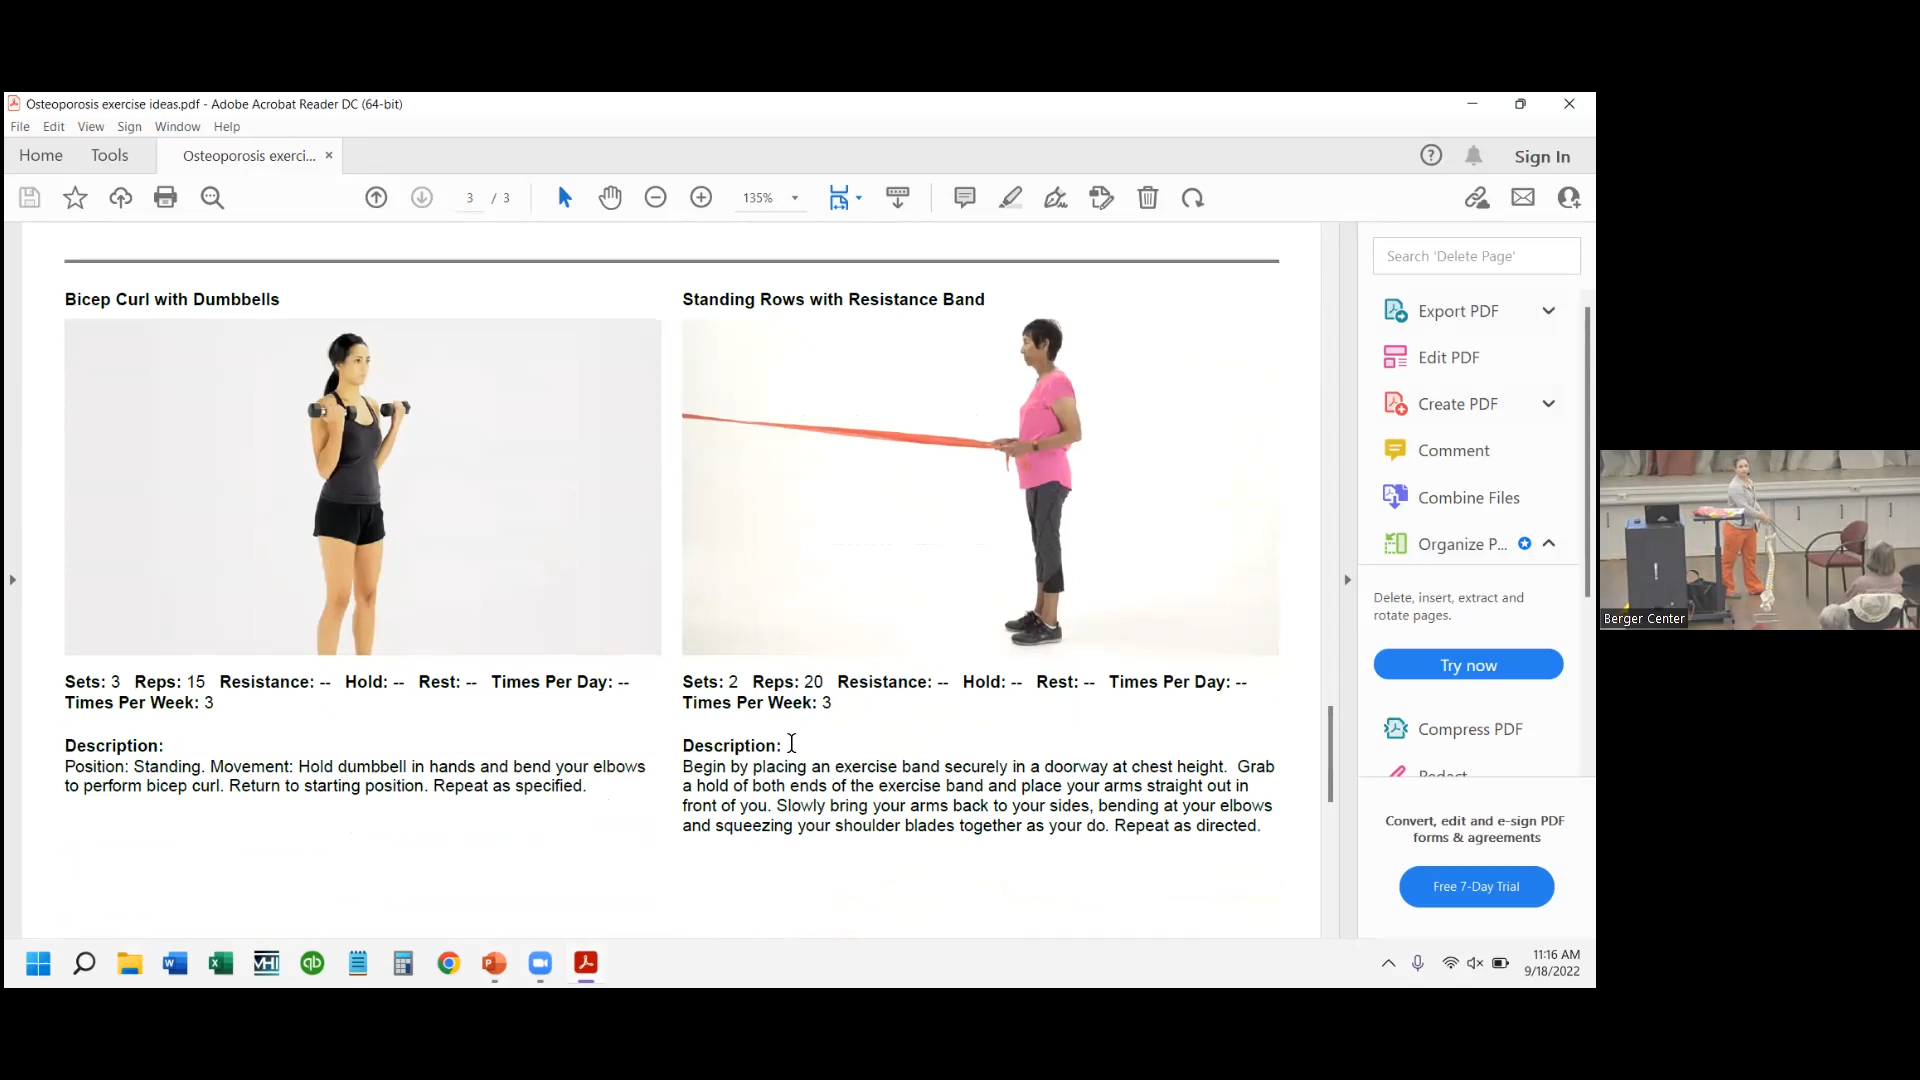 Osteoporosis exercise ideas.pdf - Adobe Acrobat Reader DC (64-bit)
File Edit View Sign Window Help
Home Tools Osteoporosis exerci... × Sign In
3 / 3 135%
Bicep Curl with Dumbbells
Standing Rows with Resistance Band
Sets: 3 Reps: 15 Resistance: -- Hold: -- Rest: -- Times Per Day: --
Times Per Week: 3
Description:
Position: Standing. Movement: Hold dumbbell in hands and bend your elbows
to perform bicep curl. Return to starting position. Repeat as specified.
Sets: 2 Reps: 20 Resistance: -- Hold: -- Rest: -- Times Per Day: --
Times Per Week: 3
Description:
Begin by placing an exercise band securely in a doorway at chest height. Grab
a hold of both ends of the exercise band and place your arms straight out in
front of you. Slowly bring your arms back to your sides, bending at your elbows
and squeezing your shoulder blades together as your do. Repeat as directed.
Search 'Delete Page'
Export PDF
Edit PDF
Create PDF
Comment
Combine Files
Organize P...
Delete, insert, extract and
rotate pages.
Try now
Compress PDF
Redact
Convert, edit and e-sign PDF
forms & agreements
Free 7-Day Trial
Berger Center
MHI
qb
11:16 AM
9/18/2022